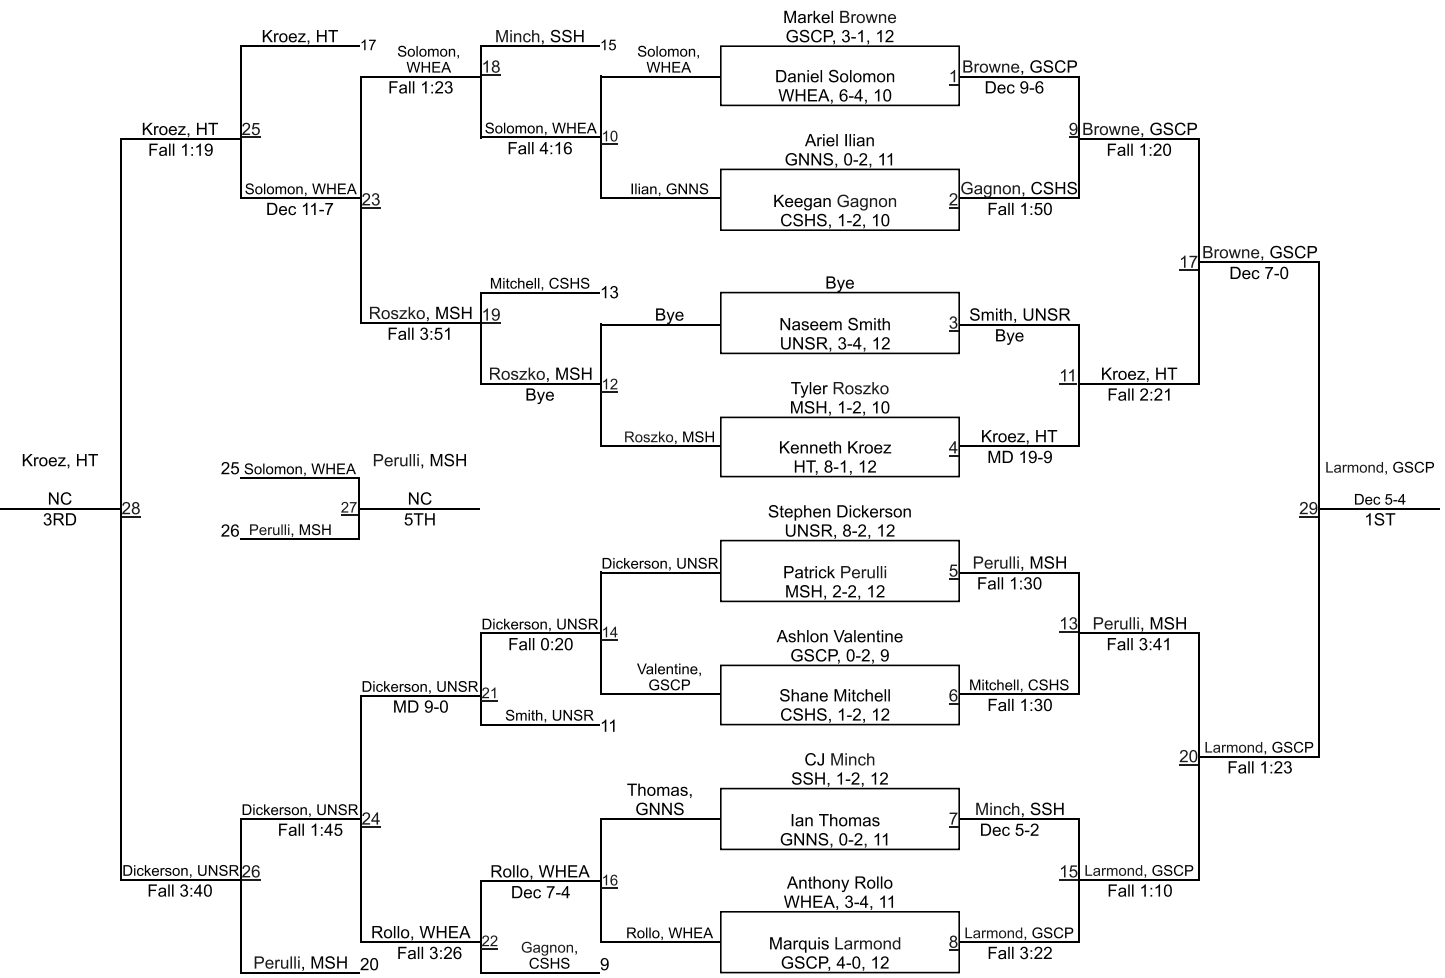 Markel Browne
GSCP, 3-1, 12
Kroez, HT
17
Solomon,
WHEA
Fall 1:23
Minch, SSH
15
18
Solomon,
WHEA
Daniel Solomon
WHEA, 6-4, 10
1
Browne, GSCP
Dec 9-6
Kroez, HT
Fall 1:19
25
Solomon, WHEA
Fall 4:16
10
Ariel Ilian
GNNS, 0-2, 11
9
Browne, GSCP
Fall 1:20
Solomon, WHEA
Dec 11-7
23
Ilian, GNNS
Keegan Gagnon
CSHS, 1-2, 10
2
Gagnon, CSHS
Fall 1:50
17
Browne, GSCP
Dec 7-0
Mitchell, CSHS
13
Bye
Roszko, MSH
Fall 3:51
19
Bye
Naseem Smith
UNSR, 3-4, 12
3
Smith, UNSR
Bye
Roszko, MSH
Bye
12
Tyler Roszko
MSH, 1-2, 10
11
Kroez, HT
Fall 2:21
Roszko, MSH
Kenneth Kroez
HT, 8-1, 12
4
Kroez, HT
MD 19-9
Kroez, HT
NC
3RD
28
25
Solomon, WHEA
Perulli, MSH
27
NC
5TH
26
Perulli, MSH
Larmond, GSCP
29
Dec 5-4
1ST
Stephen Dickerson
UNSR, 8-2, 12
Dickerson, UNSR
Patrick Perulli
MSH, 2-2, 12
5
Perulli, MSH
Fall 1:30
Dickerson, UNSR
Fall 0:20
14
Ashlon Valentine
GSCP, 0-2, 9
13
Perulli, MSH
Fall 3:41
Dickerson, UNSR
MD 9-0
21
Valentine,
GSCP
Shane Mitchell
CSHS, 1-2, 12
6
Mitchell, CSHS
Fall 1:30
Smith, UNSR
11
20
Larmond, GSCP
Fall 1:23
CJ Minch
SSH, 1-2, 12
Dickerson, UNSR
Fall 1:45
24
Thomas,
GNNS
Ian Thomas
GNNS, 0-2, 11
7
Minch, SSH
Dec 5-2
Dickerson, UNSR
Fall 3:40
26
Rollo, WHEA
Dec 7-4
16
Anthony Rollo
WHEA, 3-4, 11
15
Larmond, GSCP
Fall 1:10
Rollo, WHEA
Fall 3:26
22
Rollo, WHEA
Marquis Larmond
GSCP, 4-0, 12
8
Larmond, GSCP
Fall 3:22
Perulli, MSH
20
Gagnon,
CSHS
9